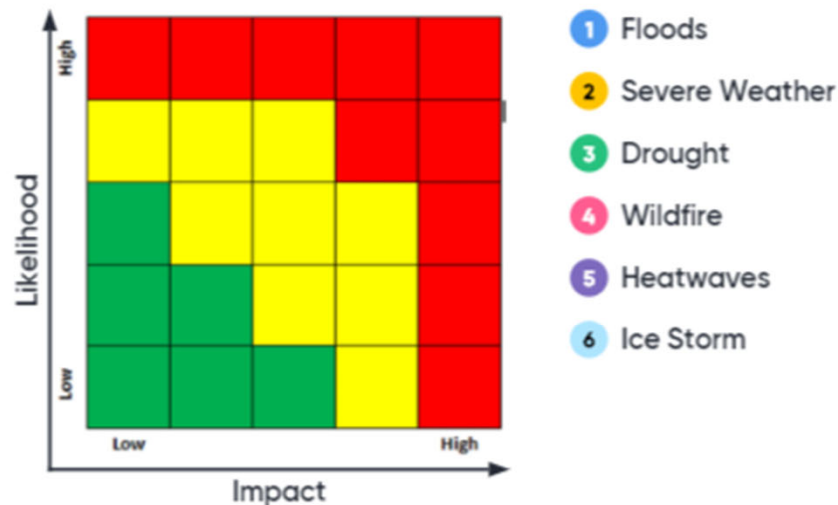 High
Likelihood
Low
Low
High
Impact
1 Floods
2 Severe Weather
3 Drought
4 Wildfire
5 Heatwaves
6 Ice Storm